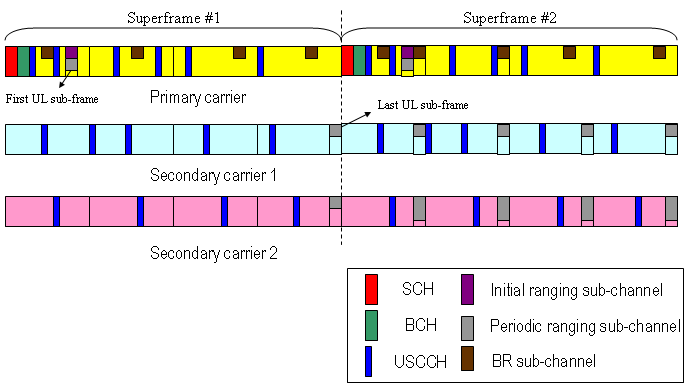 Superframe #1
Superframe #2
First UL sub-frame
Primary carrier
Last UL sub-frame
Secondary carrier 1
Secondary carrier 2
SCH
Initial ranging sub-channel
BCH
Periodic ranging sub-channel
USCCH
BR sub-channel